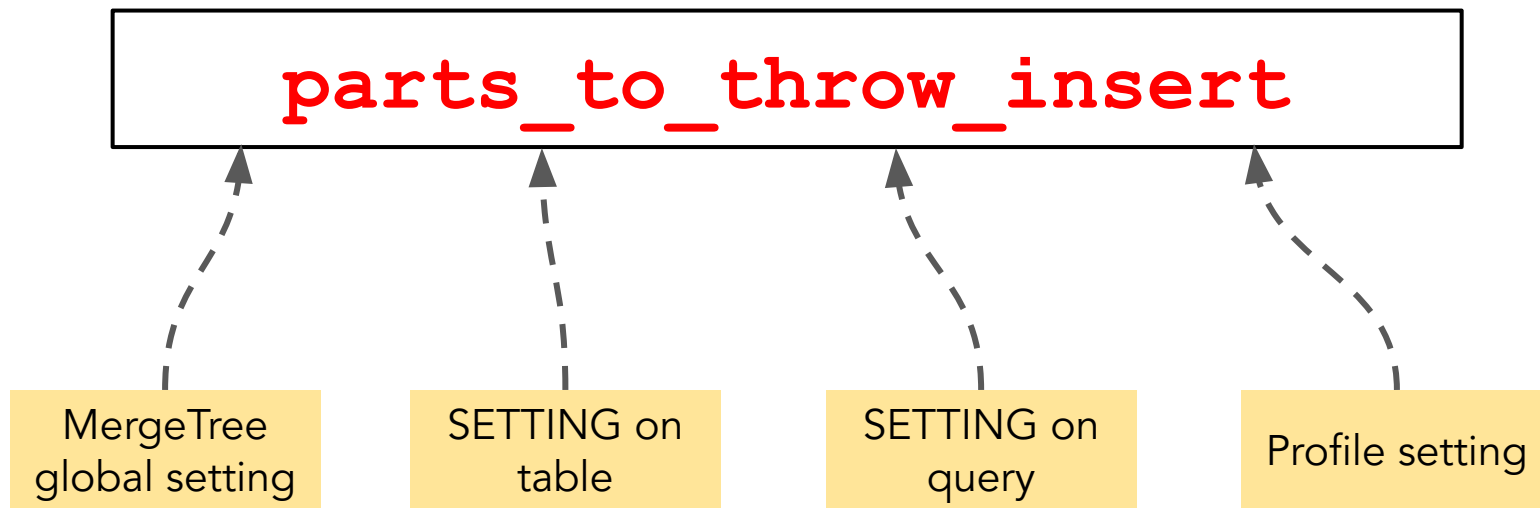 parts_to_throw_insert
MergeTree
global setting
SETTING on
table
SETTING on
query
Profile setting